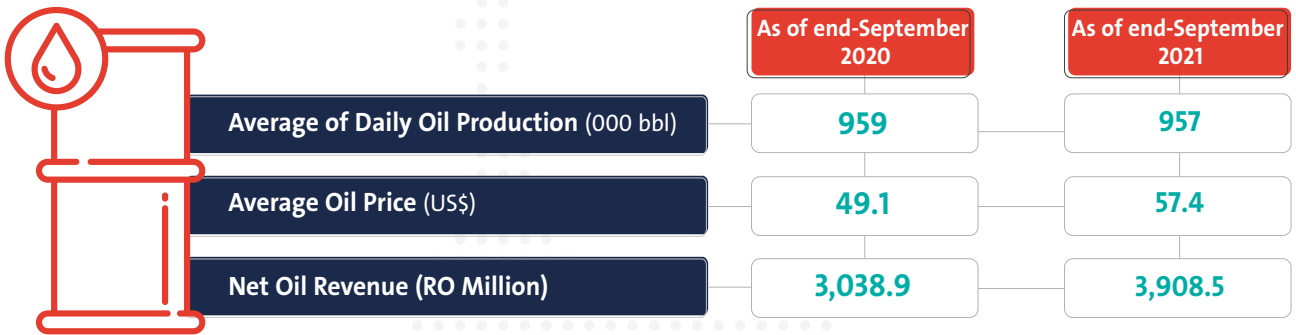 As of end-September
2020
As of end-September
2021
Average of Daily Oil Production (000 bbl)
959
957
Average Oil Price (US$)
49.1
57.4
Net Oil Revenue (RO Million)
3,038.9
3,908.5